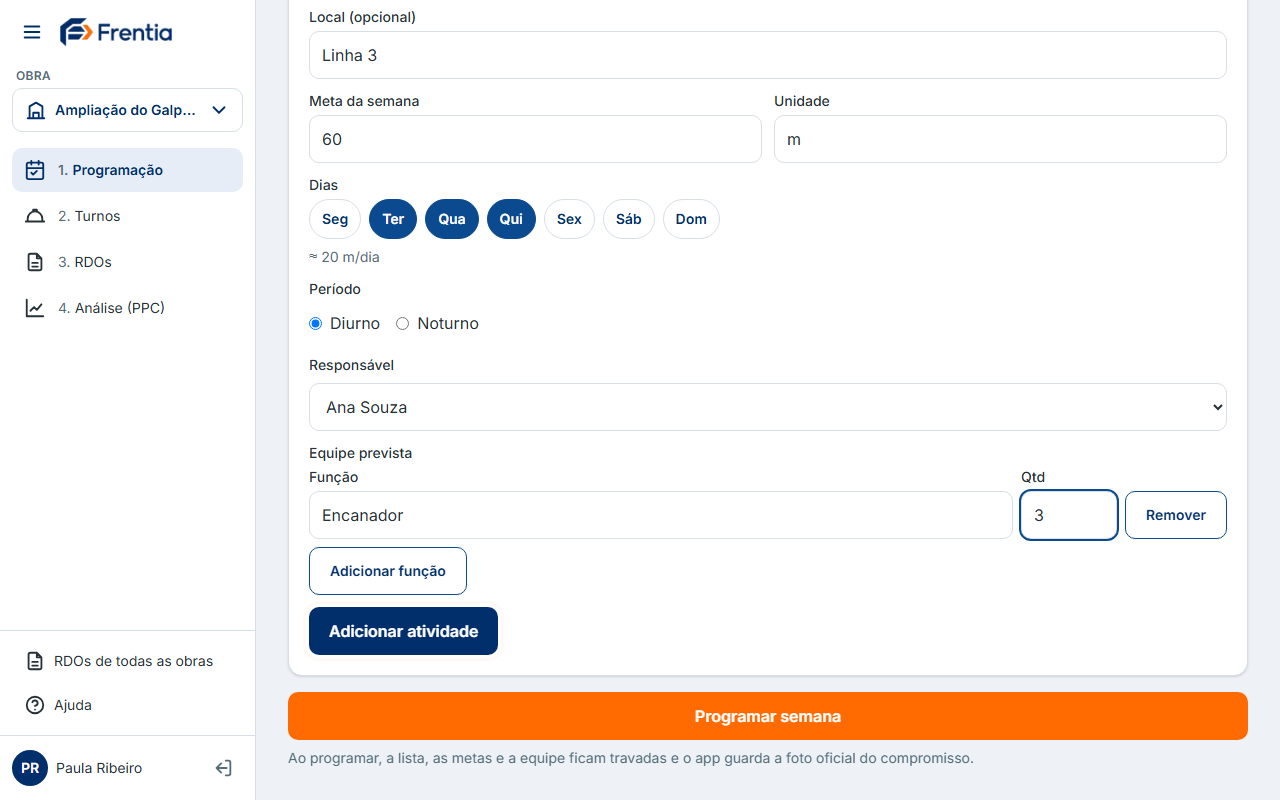 Frentia
OBRA
Ampliação do Galp...
1. Programação
2. Turnos
3. RDOs
4. Análise (PPC)
RDOs de todas as obras
Ajuda
PR Paula Ribeiro
Local (opcional)
Linha 3
Meta da semana Unidade
60 m
Dias
Seg Ter Qua Qui Sex Sáb Dom
≈ 20 m/dia
Período
Diurno Noturno
Responsável
Ana Souza
Equipe prevista
Função Qtd
Encanador 3 Remover
Adicionar função
Adicionar atividade
Programar semana
Ao programar, a lista, as metas e a equipe ficam travadas e o app guarda a foto oficial do compromisso.